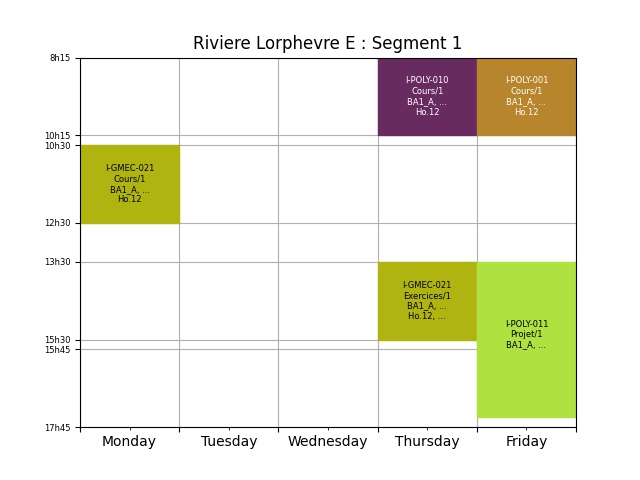 Riviere Lorphevre E : Segment 1
8h15
I-POLY-010
Cours/1
BA1_A, ...
Ho.12
I-POLY-001
Cours/1
BA1_A, ...
Ho.12
10h15
10h30
I-GMEC-021
Cours/1
BA1_A, ...
Ho.12
12h30
13h30
I-GMEC-021
Exercices/1
BA1_A, ...
Ho.12, ...
I-POLY-011
Projet/1
BA1_A, ...
15h30
15h45
17h45
Monday
Tuesday
Wednesday
Thursday
Friday